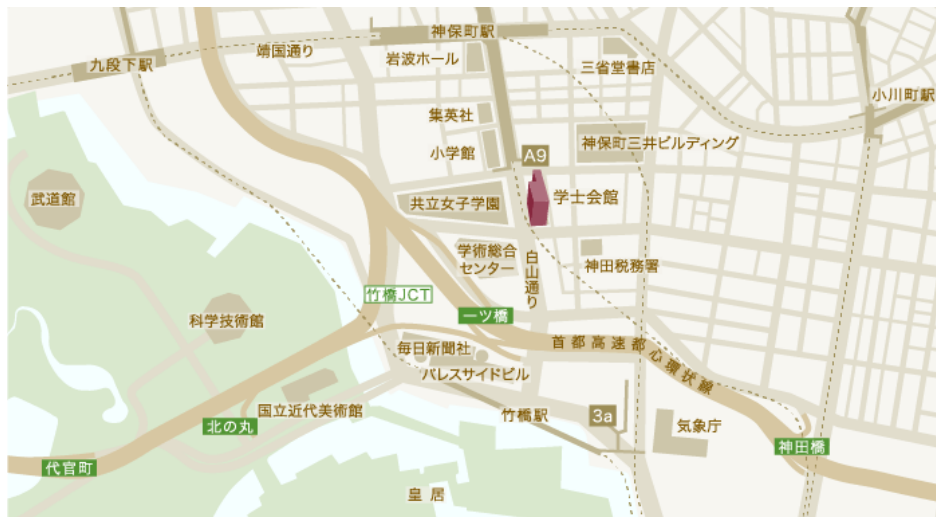 神保町駅
靖国通り
岩波ホール
九段下駅
三省堂書店
小川町駅
集英社
神保町三井ビルディング
小学館
A9
武道館
共立女子学園
学士会館
学術総合
センター
白山通り
神田税務署
竹橋JCT
一ツ橋
科学技術館
首都高速都心環状線
毎日新聞社
パレスサイドビル
国立近代美術館
竹橋駅
3a
北の丸
気象庁
神田橋
代官町
皇居